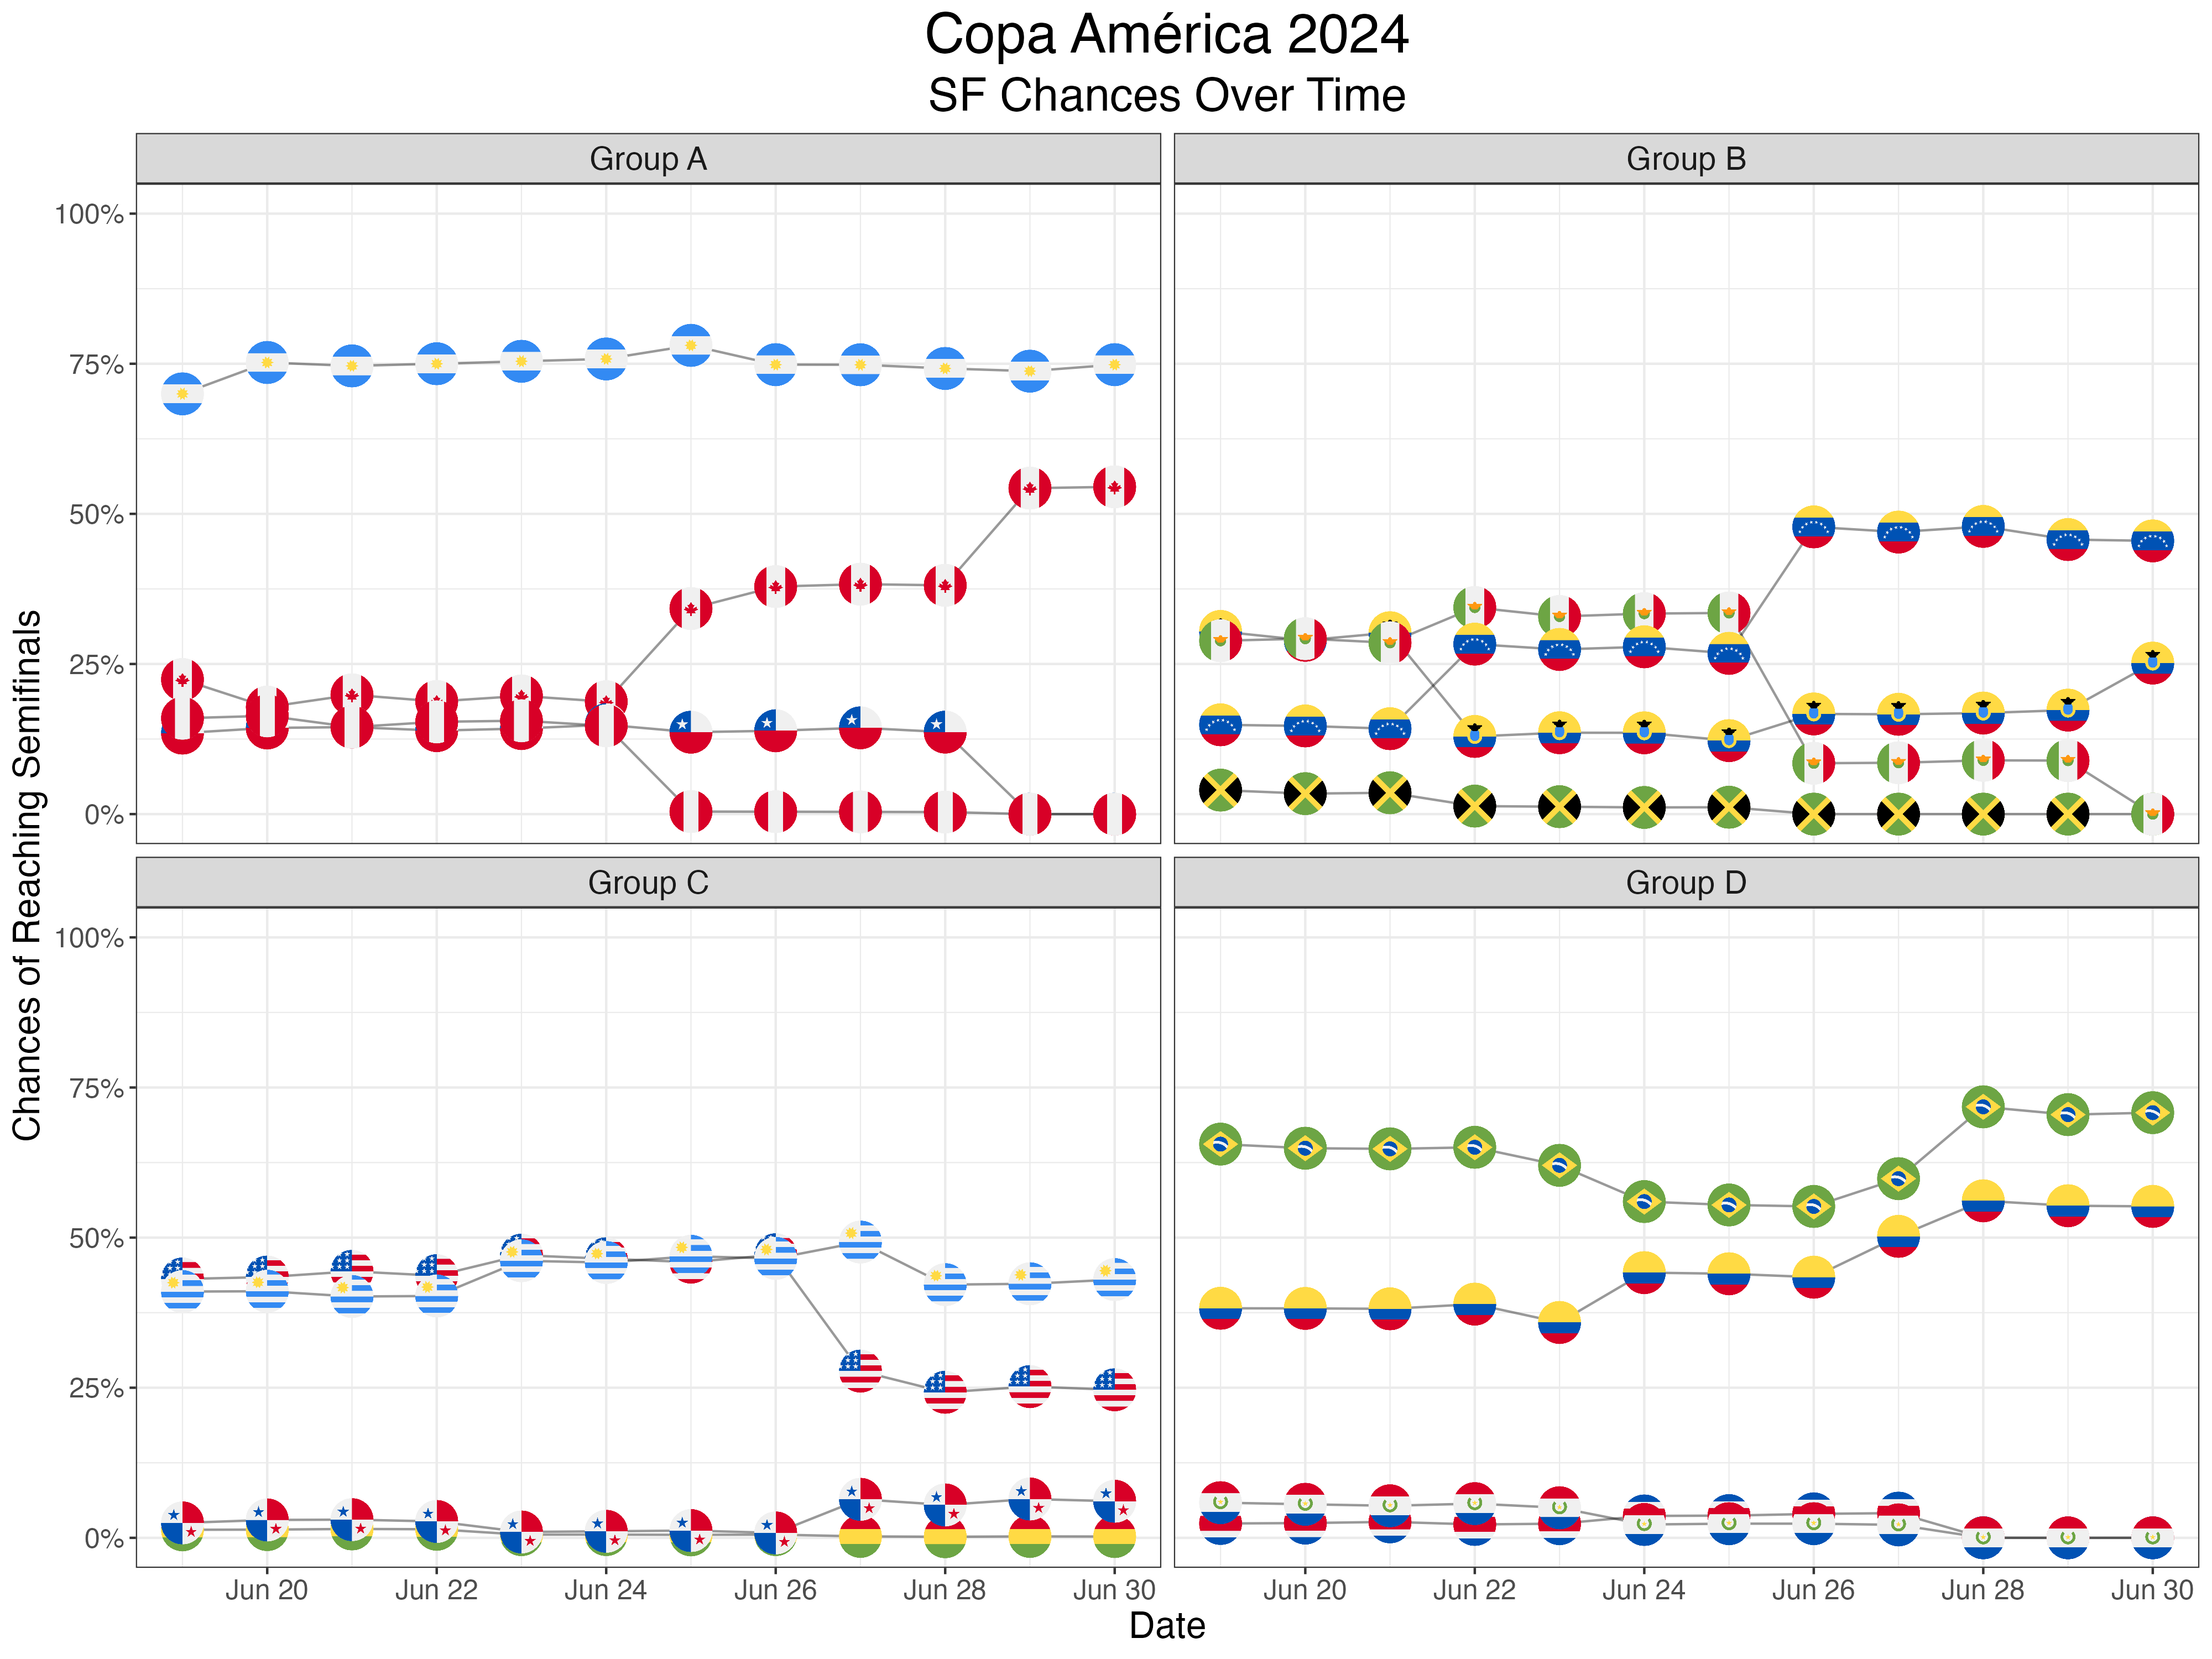 Copa América 2024
SF Chances Over Time
Group A
Group B
100%
75%
50%
25%
0%
Group C
Group D
100%
75%
50%
25%
0%
Jun 20
Jun 22
Jun 24
Jun 26
Jun 28
Jun 30
Jun 20
Jun 22
Jun 24
Jun 26
Jun 28
Jun 30
Date
Chances of Reaching Semifinals